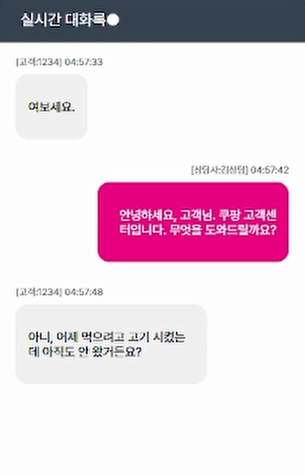 실시간 대화록
[고객:1234] 04:57:33
여보세요.
[상담사:김상담] 04:57:42
안녕하세요, 고객님. 쿠팡 고객센
터입니다. 무엇을 도와드릴까요?
[고객:1234] 04:57:48
아니, 어제 먹으려고 고기 시켰는
데 아직도 안 왔거든요?